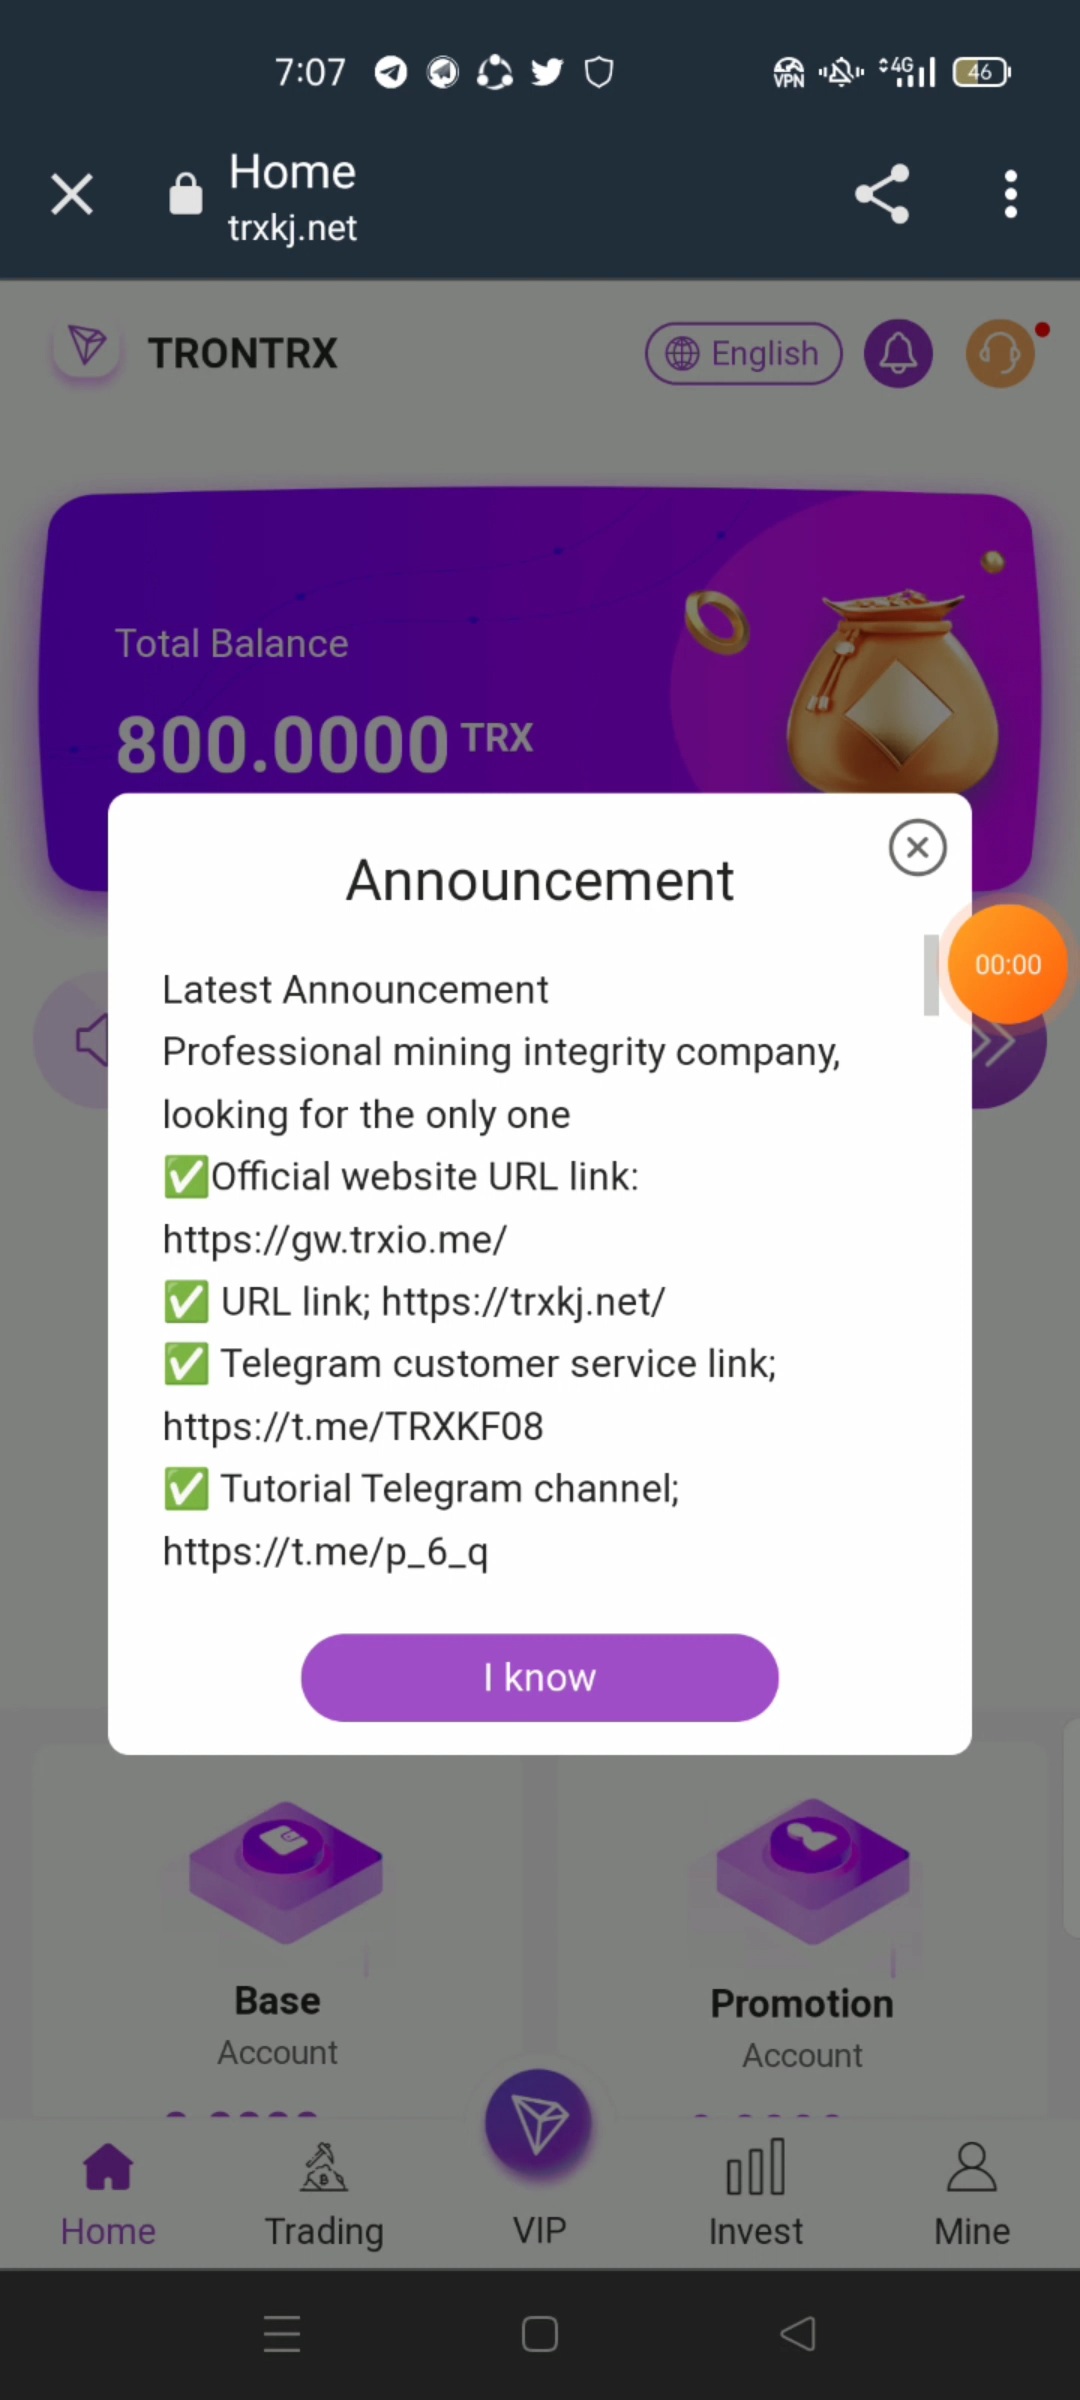 7:07
VPN
4G
46
Home
trxkj.net
TRONTRX
English
Total Balance
800.0000 TRX
Announcement
00:00
Latest Announcement
Professional mining integrity company,
looking for the only one
✅Official website URL link:
https://gw.trxio.me/
✅ URL link; https://trxkj.net/
✅ Telegram customer service link;
https://t.me/TRXKF08
✅ Tutorial Telegram channel;
https://t.me/p_6_q
I know
Base
Account
Promotion
Account
Home
Trading
VIP
Invest
Mine